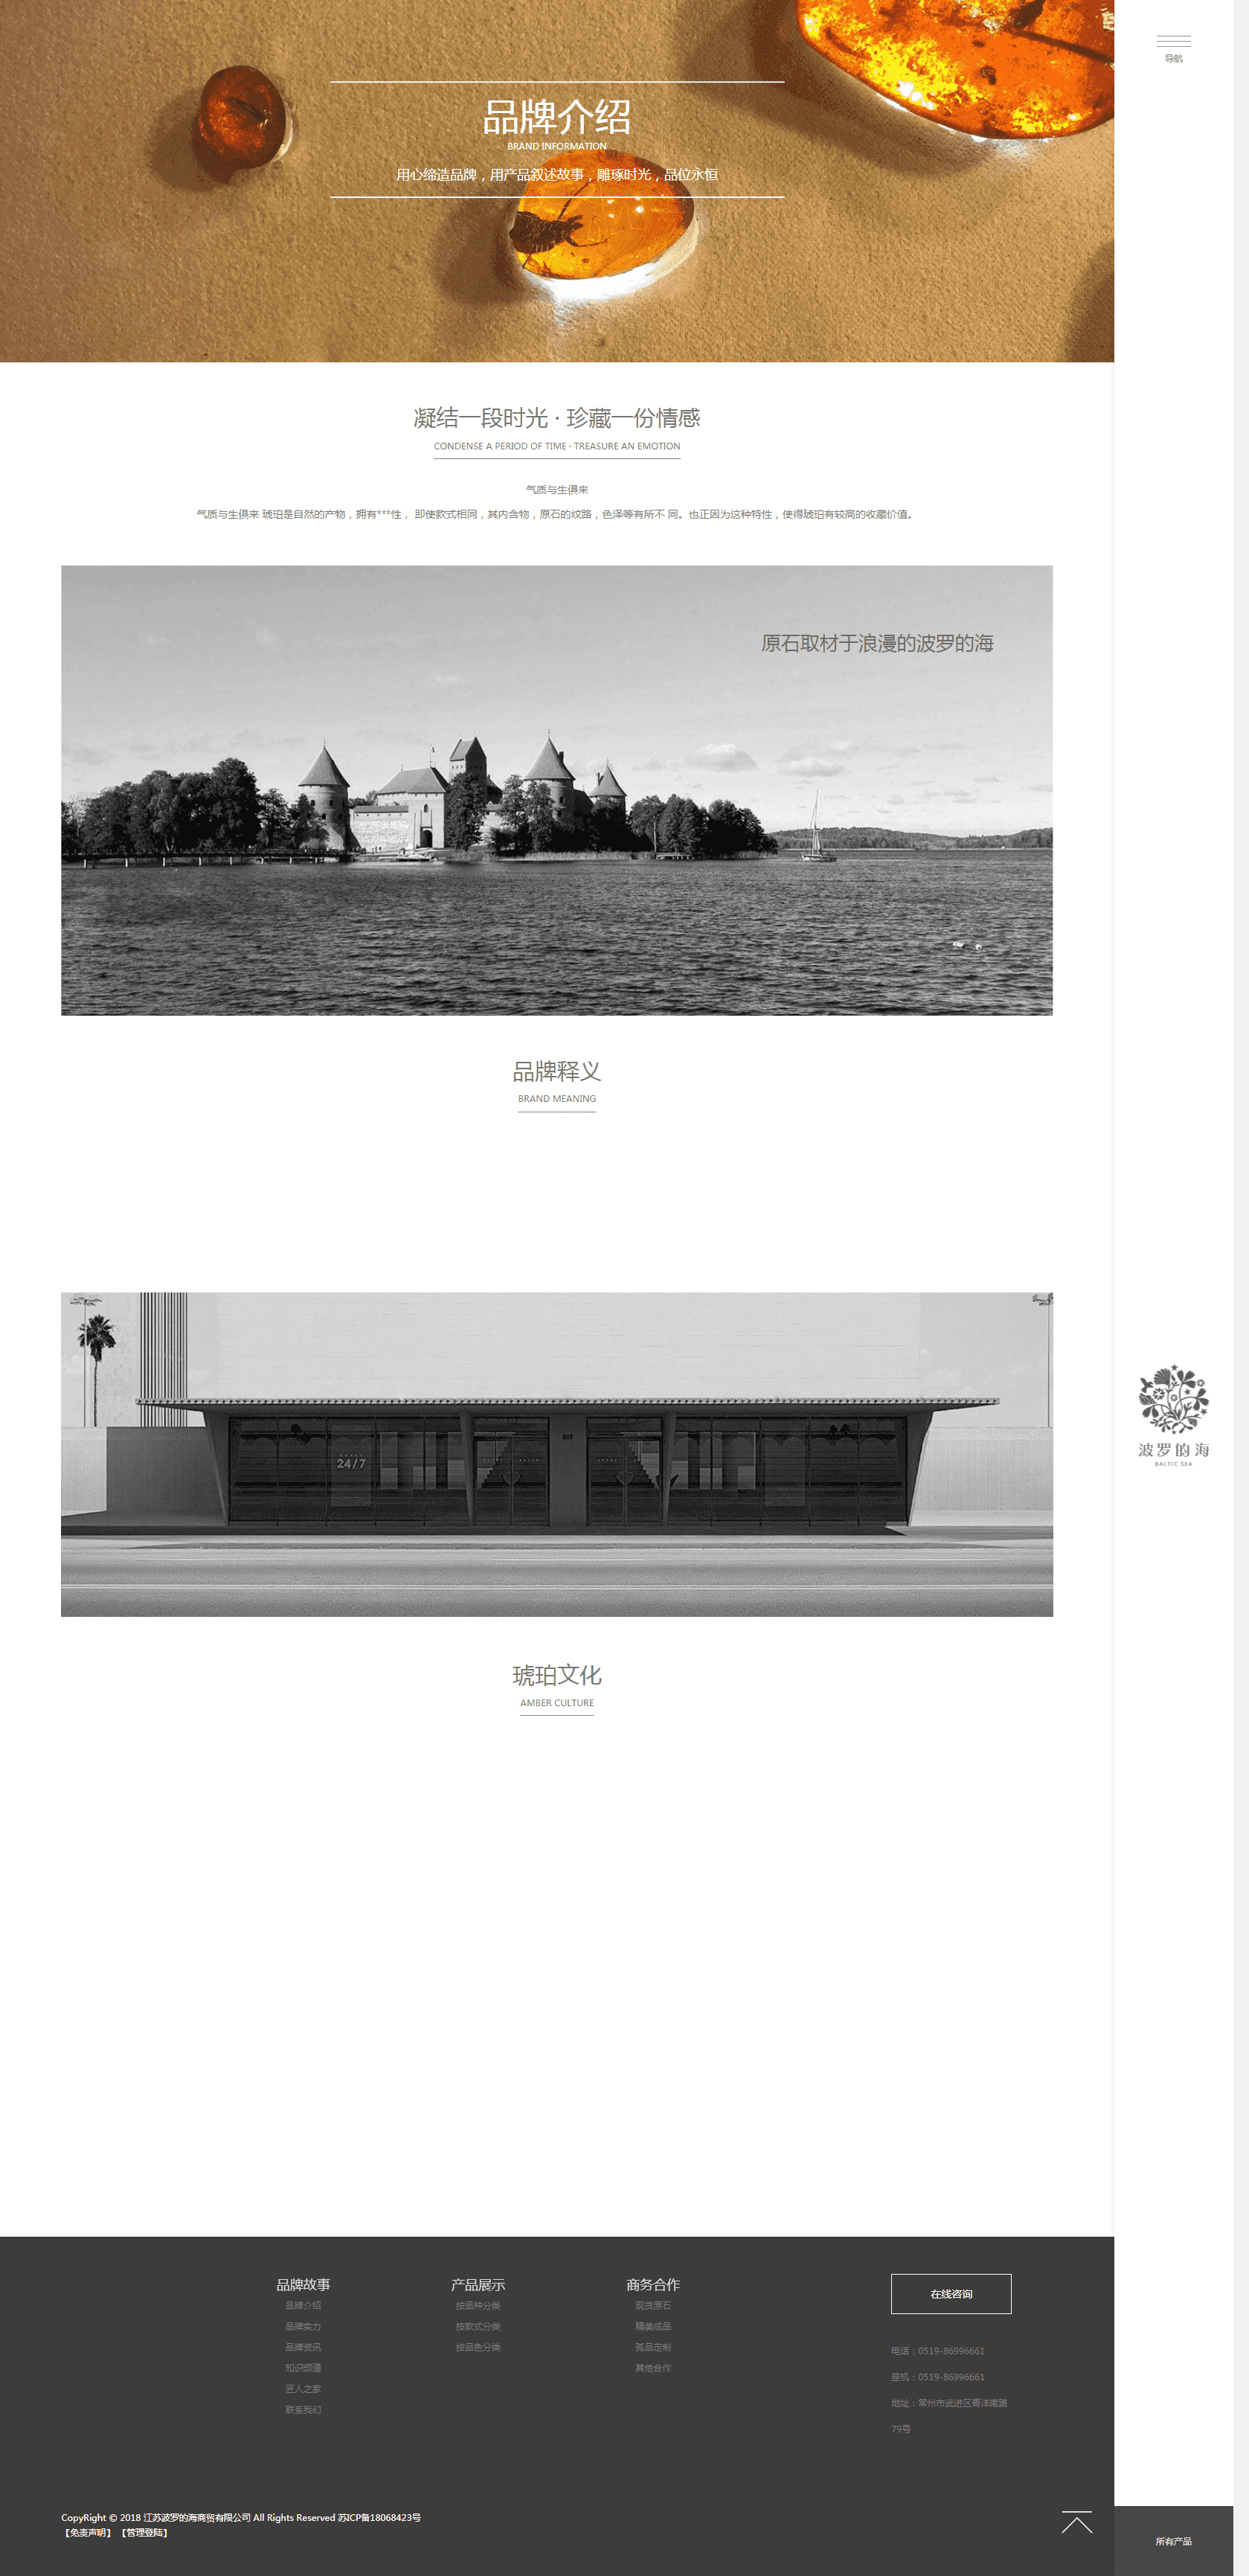 导航
品牌介绍
BRAND INFORMATION
用心缔造品牌，用产品叙述故事，雕琢时光，品位永恒
凝结一段时光 · 珍藏一份情感
CONDENSE A PERIOD OF TIME · TREASURE AN EMOTION
气质与生俱来
气质与生俱来 琥珀是自然的产物，拥有***性， 即使款式相同，其内含物，原石的纹路，色泽等有所不 同。也正因为这种特性，使得琥珀有较高的收藏价值。
原石取材于浪漫的波罗的海
品牌释义
BRAND MEANING
24/7
波罗的海
BALTIC SEA
琥珀文化
AMBER CULTURE
品牌故事
品牌介绍
品牌实力
品牌资讯
知识频道
匠人之家
联系我们
产品展示
按品种分类
按款式分类
按品色分类
商务合作
现货原石
精美成品
孤品定制
其他合作
在线咨询
电话：0519-86996661
座机：0519-86996661
地址：常州市武进区青洋南路
79号
CopyRight © 2018 江苏波罗的海商贸有限公司 All Rights Reserved 苏ICP备18068423号
【免责声明】 【管理登陆】
所有产品